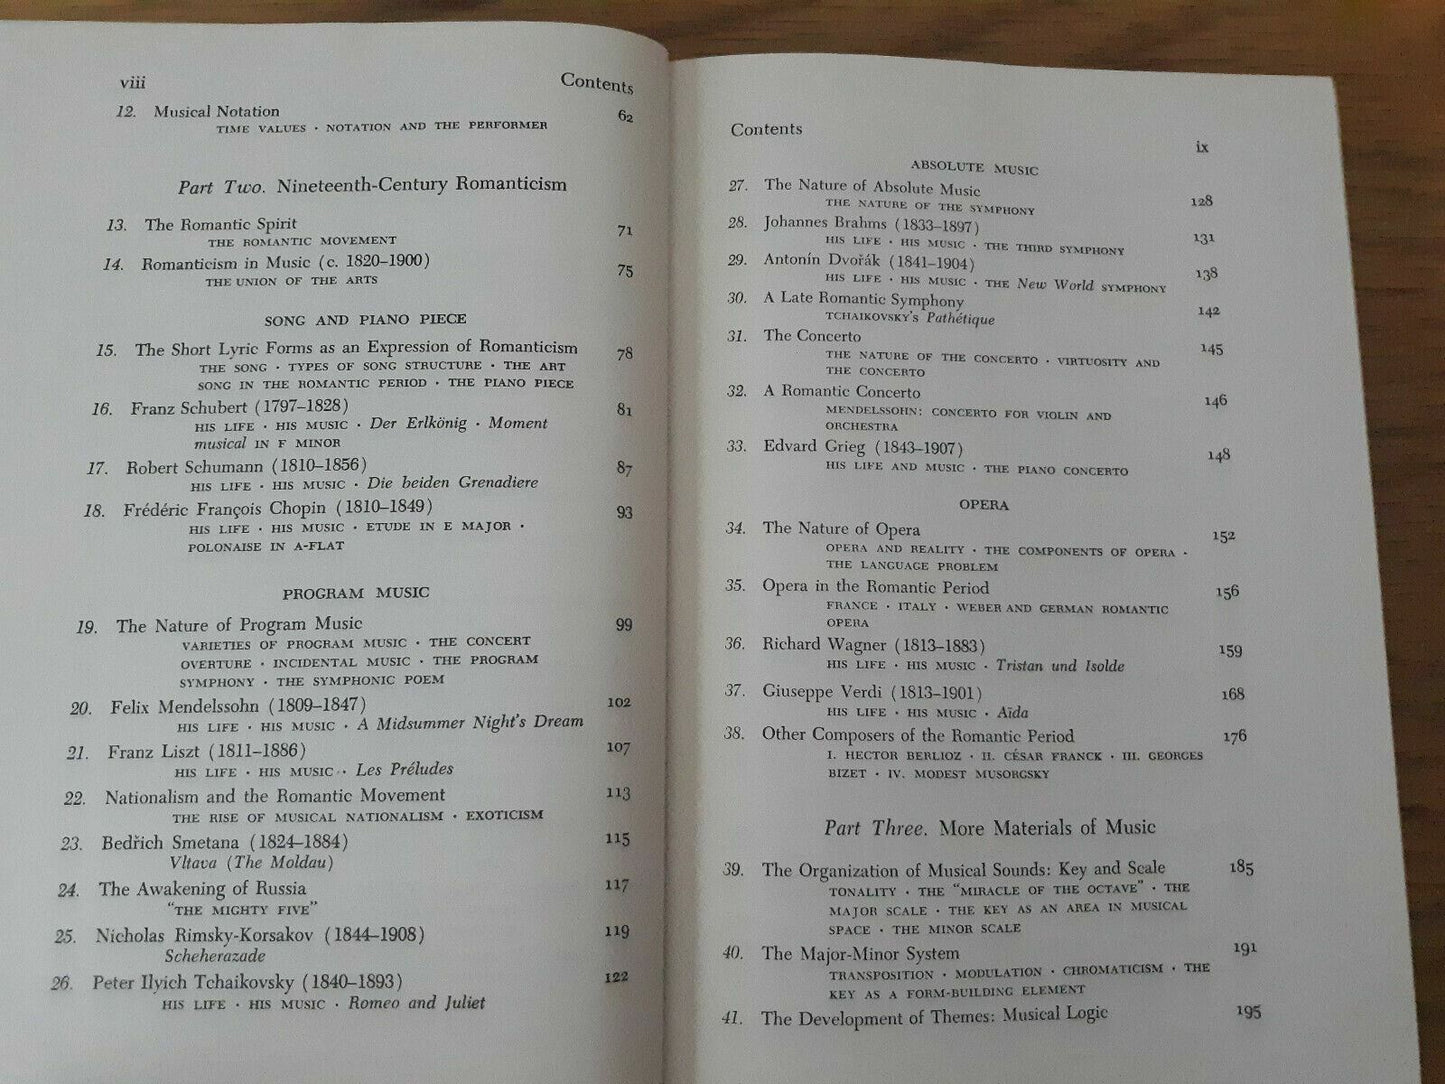 viii Contents
12. Musical Notation 62
TIME VALUES · NOTATION AND THE PERFORMER
Part Two. Nineteenth-Century Romanticism
13. The Romantic Spirit 71
THE ROMANTIC MOVEMENT
14. Romanticism in Music (c. 1820–1900) 75
THE UNION OF THE ARTS
SONG AND PIANO PIECE
15. The Short Lyric Forms as an Expression of Romanticism 78
THE SONG · TYPES OF SONG STRUCTURE · THE ART
SONG IN THE ROMANTIC PERIOD · THE PIANO PIECE
16. Franz Schubert (1797–1828) 81
HIS LIFE · HIS MUSIC · Der Erlkönig · Moment
musical IN F MINOR
17. Robert Schumann (1810–1856) 87
HIS LIFE · HIS MUSIC · Die beiden Grenadiere
18. Frédéric François Chopin (1810–1849) 93
HIS LIFE · HIS MUSIC · ETUDE IN E MAJOR ·
POLONAISE IN A-FLAT
PROGRAM MUSIC
19. The Nature of Program Music 99
VARIETIES OF PROGRAM MUSIC · THE CONCERT
OVERTURE · INCIDENTAL MUSIC · THE PROGRAM
SYMPHONY · THE SYMPHONIC POEM
20. Felix Mendelssohn (1809–1847) 102
HIS LIFE · HIS MUSIC · A Midsummer Night's Dream
21. Franz Liszt (1811–1886) 107
HIS LIFE · HIS MUSIC · Les Préludes
22. Nationalism and the Romantic Movement 113
THE RISE OF MUSICAL NATIONALISM · EXOTICISM
23. Bedřich Smetana (1824–1884) 115
Vltava (The Moldau)
24. The Awakening of Russia 117
"THE MIGHTY FIVE"
25. Nicholas Rimsky-Korsakov (1844–1908) 119
Scheherazade
26. Peter Ilyich Tchaikovsky (1840–1893) 122
HIS LIFE · HIS MUSIC · Romeo and Juliet
Contents ix
ABSOLUTE MUSIC
27. The Nature of Absolute Music 128
THE NATURE OF THE SYMPHONY
28. Johannes Brahms (1833–1897) 131
HIS LIFE · HIS MUSIC · THE THIRD SYMPHONY
29. Antonín Dvořák (1841–1904) 138
HIS LIFE · HIS MUSIC · THE New World SYMPHONY
30. A Late Romantic Symphony 142
TCHAIKOVSKY'S Pathétique
31. The Concerto 145
THE NATURE OF THE CONCERTO · VIRTUOSITY AND
THE CONCERTO
32. A Romantic Concerto 146
MENDELSSOHN: CONCERTO FOR VIOLIN AND
ORCHESTRA
33. Edvard Grieg (1843–1907) 148
HIS LIFE AND MUSIC · THE PIANO CONCERTO
OPERA
34. The Nature of Opera 152
OPERA AND REALITY · THE COMPONENTS OF OPERA ·
THE LANGUAGE PROBLEM
35. Opera in the Romantic Period 156
FRANCE · ITALY · WEBER AND GERMAN ROMANTIC
OPERA
36. Richard Wagner (1813–1883) 159
HIS LIFE · HIS MUSIC · Tristan und Isolde
37. Giuseppe Verdi (1813–1901) 168
HIS LIFE · HIS MUSIC · Aïda
38. Other Composers of the Romantic Period 176
I. HECTOR BERLIOZ · II. CÉSAR FRANCK · III. GEORGES
BIZET · IV. MODEST MUSORGSKY
Part Three. More Materials of Music
39. The Organization of Musical Sounds: Key and Scale 185
TONALITY · THE "MIRACLE OF THE OCTAVE" · THE
MAJOR SCALE · THE KEY AS AN AREA IN MUSICAL
SPACE · THE MINOR SCALE
40. The Major-Minor System 191
TRANSPOSITION · MODULATION · CHROMATICISM · THE
KEY AS A FORM-BUILDING ELEMENT
41. The Development of Themes: Musical Logic 195